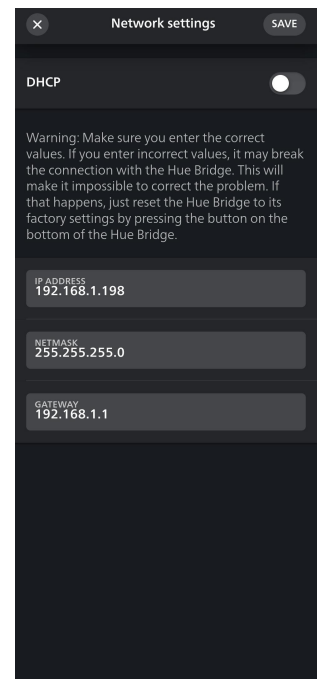 Network settings
SAVE
DHCP
Warning: Make sure you enter the correct
values. If you enter incorrect values, it may break
the connection with the Hue Bridge. This will
make it impossible to correct the problem. If
that happens, just reset the Hue Bridge to its
factory settings by pressing the button on the
bottom of the Hue Bridge.
IP ADDRESS
192.168.1.198
NETMASK
255.255.255.0
GATEWAY
192.168.1.1